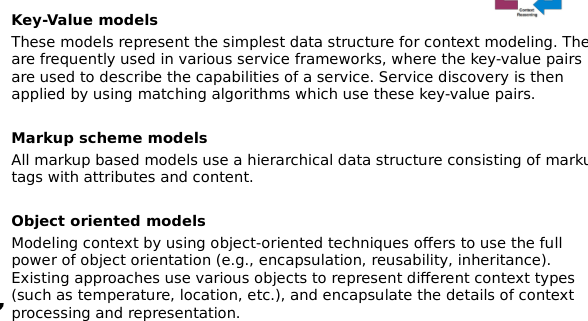 Context
Reasoning
Key-Value models
These models represent the simplest data structure for context modeling. The
are frequently used in various service frameworks, where the key-value pairs
are used to describe the capabilities of a service. Service discovery is then
applied by using matching algorithms which use these key-value pairs.
Markup scheme models
All markup based models use a hierarchical data structure consisting of marku
tags with attributes and content.
Object oriented models
Modeling context by using object-oriented techniques offers to use the full
power of object orientation (e.g., encapsulation, reusability, inheritance).
Existing approaches use various objects to represent different context types
(such as temperature, location, etc.), and encapsulate the details of context
processing and representation.